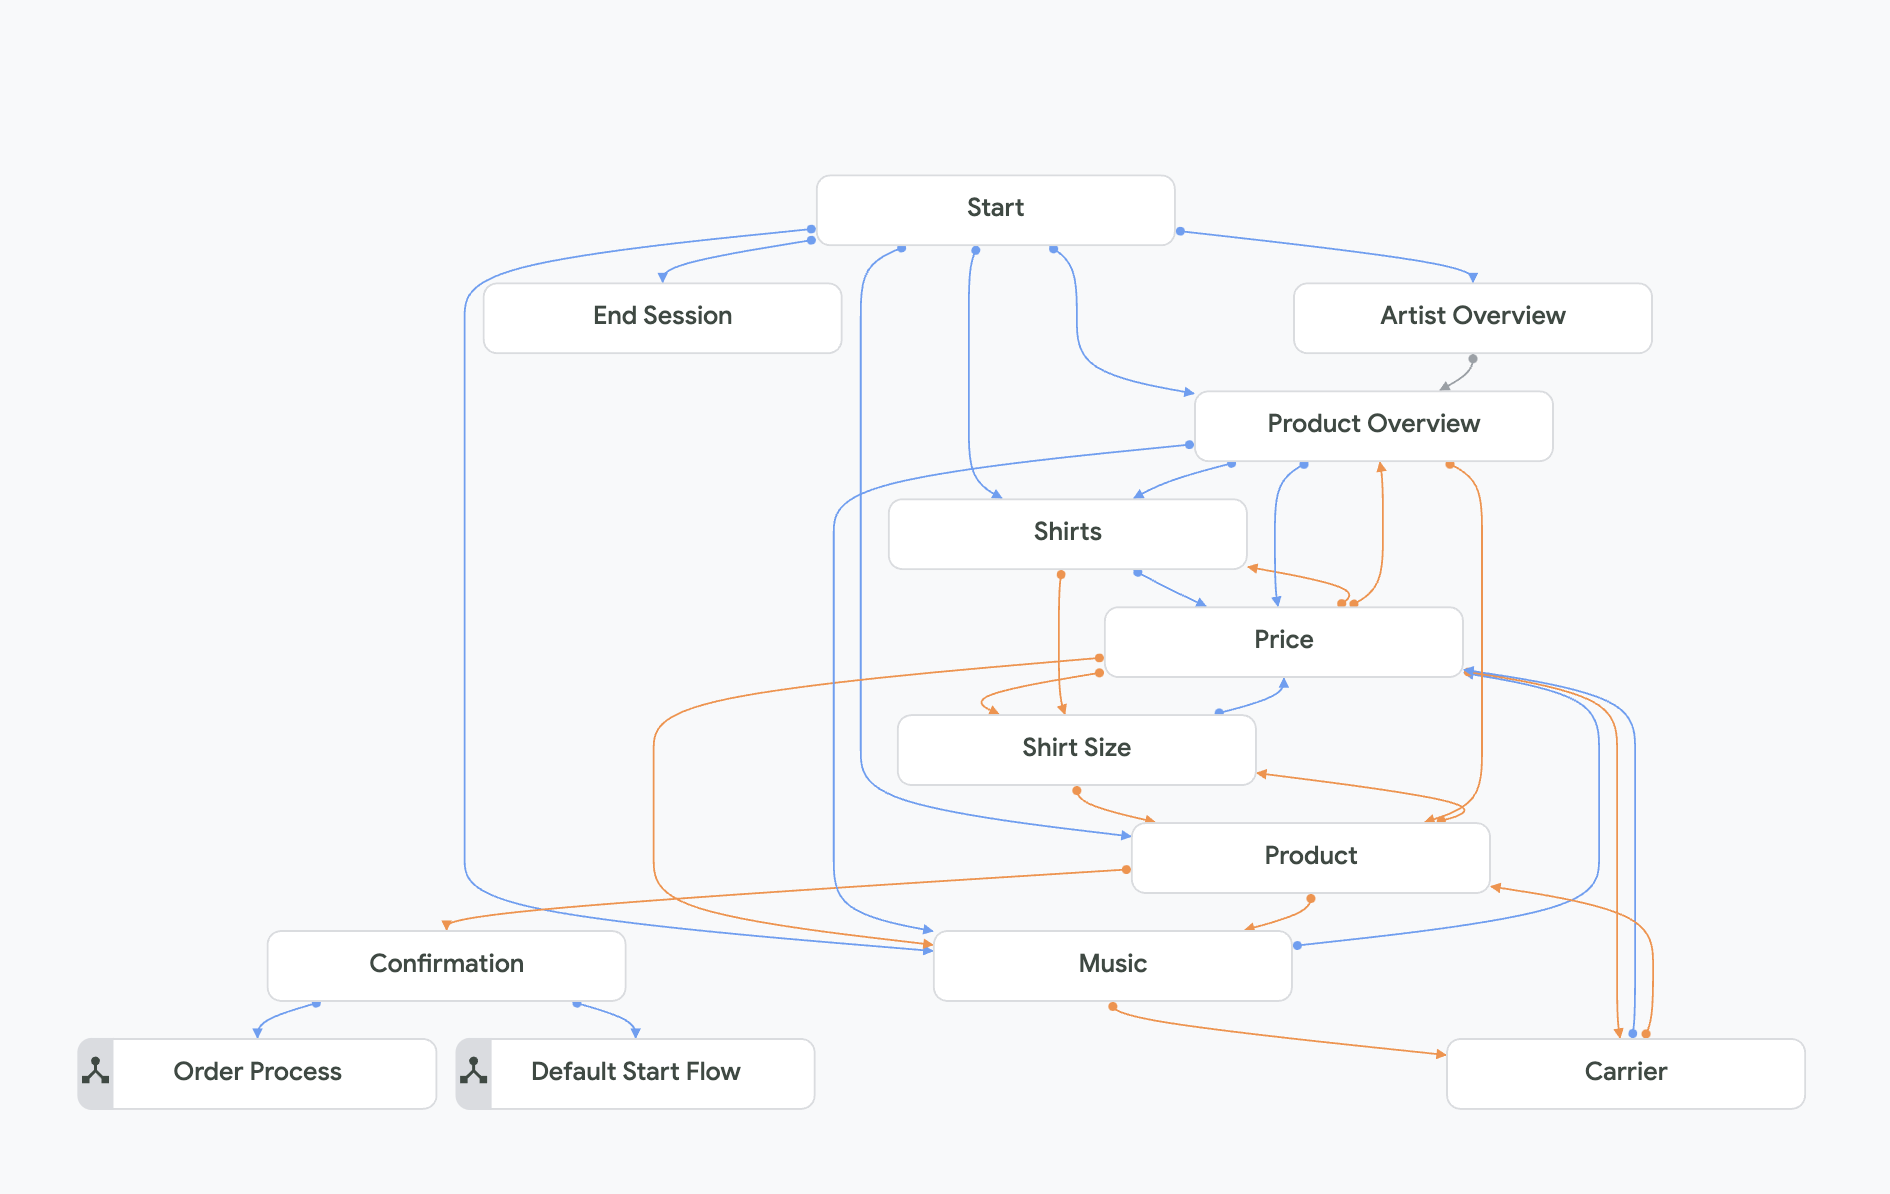 Start
End Session
Artist Overview
Product Overview
Shirts
Price
Shirt Size
Product
Confirmation
Music
Order Process
Default Start Flow
Carrier